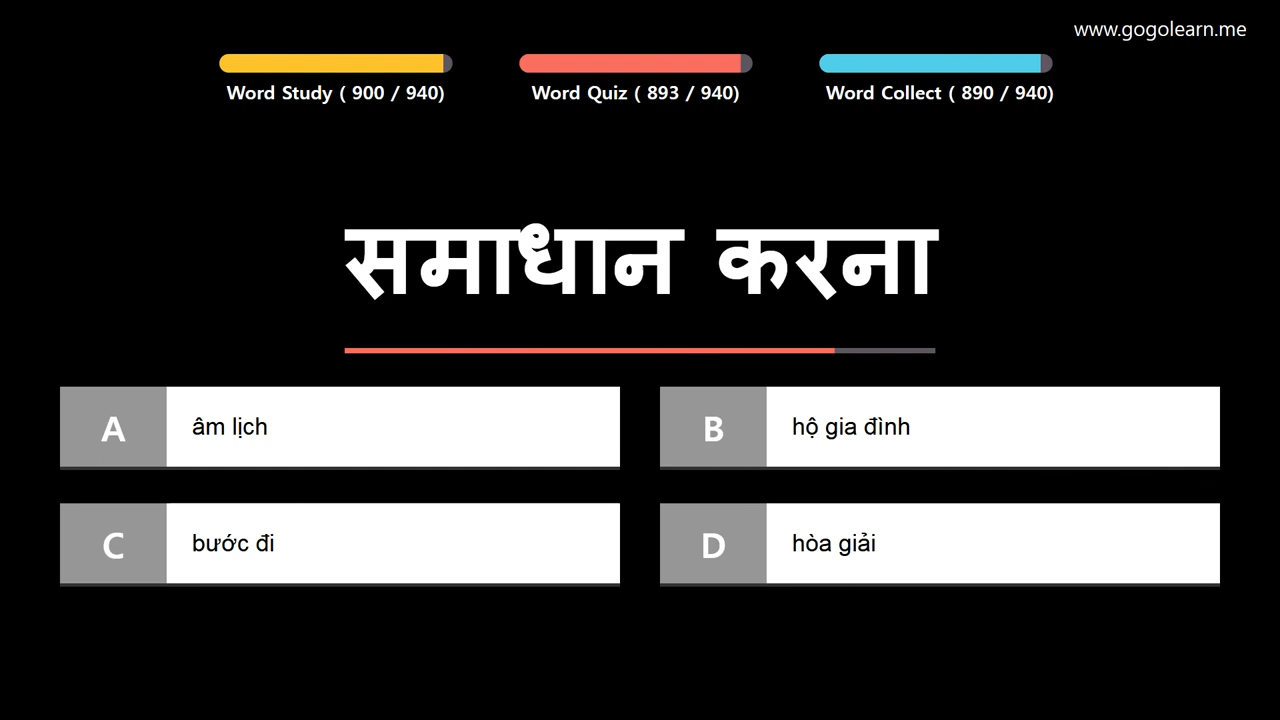 www.gogolearn.me
Word Study ( 900 / 940)
Word Quiz ( 893 / 940)
Word Collect ( 890 / 940)
समाधान करना
A
âm lịch
B
hộ gia đình
C
bước đi
D
hòa giải